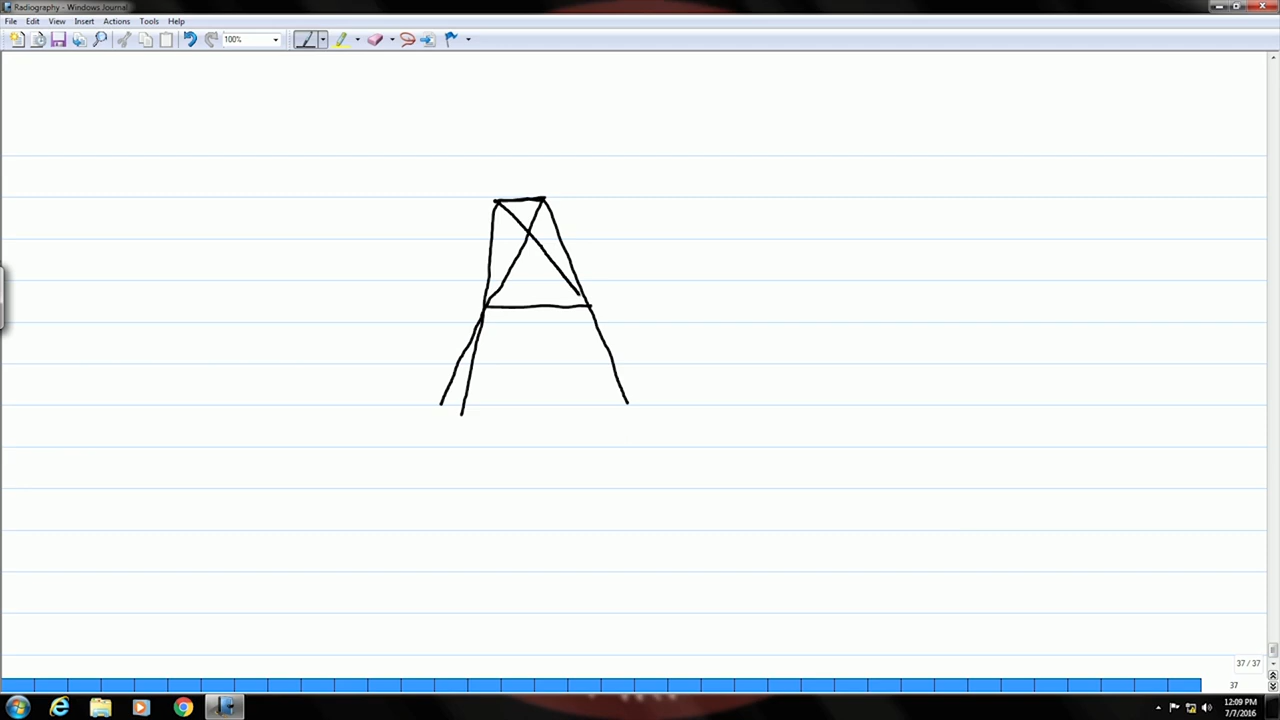 Radiography - Windows Journal
File Edit View Insert Actions Tools Help
100%
37 / 37
37
12:09 PM
7/7/2016